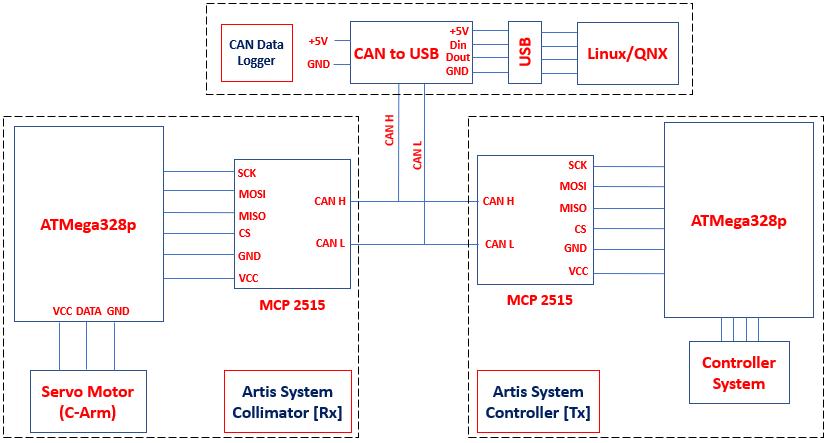 CAN Data
Logger
+5V
GND
CAN to USB
+5V
Din
Dout
GND
USB
Linux/QNX
CAN H
CAN L
ATMega328p
VCC DATA GND
SCK
MOSI
MISO
CS
GND
VCC
CAN H
CAN L
MCP 2515
Servo Motor
(C-Arm)
Artis System
Collimator [Rx]
CAN H
CAN L
SCK
MOSI
MISO
CS
GND
VCC
MCP 2515
ATMega328p
Artis System
Controller [Tx]
Controller
System